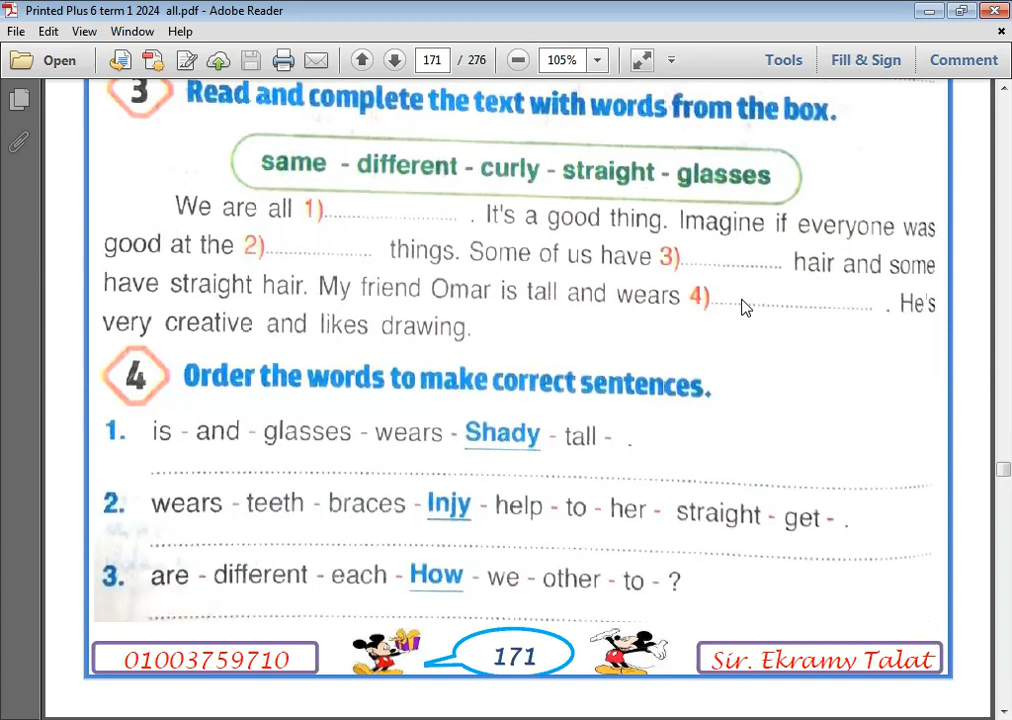 Printed Plus 6 term 1 2024 all.pdf - Adobe Reader
File Edit View Window Help
Open 171 / 276 105% Tools Fill & Sign Comment
3 Read and complete the text with words from the box.
same - different - curly - straight - glasses
We are all 1).................... . It's a good thing. Imagine if everyone was
good at the 2).................... things. Some of us have 3).................... hair and some
have straight hair. My friend Omar is tall and wears 4).................... . He's
very creative and likes drawing.
4 Order the words to make correct sentences.
1. is - and - glasses - wears - Shady - tall - .
2. wears - teeth - braces - Injy - help - to - her - straight - get - .
3. are - different - each - How - we - other - to - ?
01003759710 171 Sir. Ekramy Talat